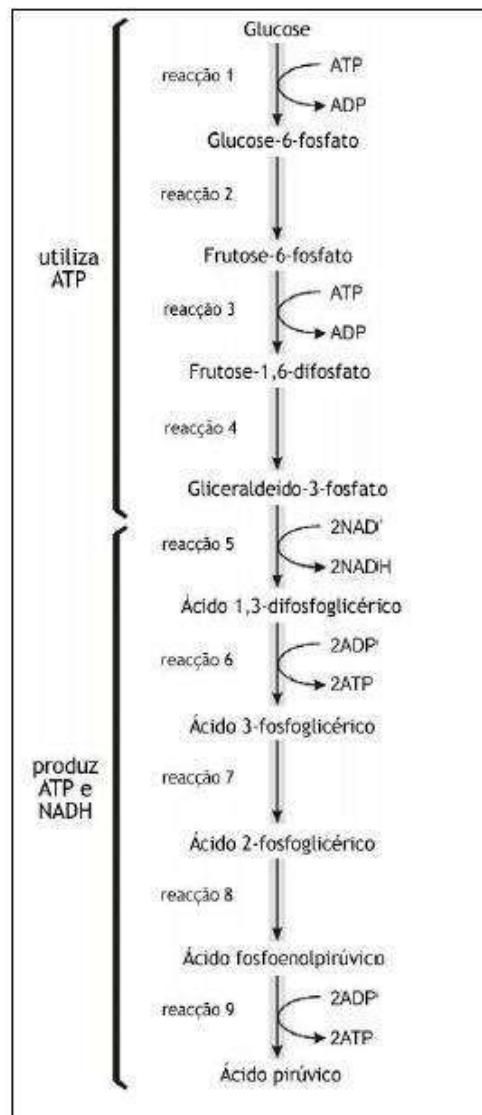 Glucose
reacção 1
ATP
ADP
Glucose-6-fosfato
reacção 2
utiliza
ATP
Frutose-6-fosfato
reacção 3
ATP
ADP
Frutose-1,6-difosfato
reacção 4
Gliceraldeido-3-fosfato
reacção 5
2NAD⁺
2NADH
Ácido 1,3-difosfoglicérico
reacção 6
2ADP
2ATP
Ácido 3-fosfoglicérico
produz
ATP e
NADH
reacção 7
Ácido 2-fosfoglicérico
reacção 8
Ácido fosfoenolpirúvico
reacção 9
2ADP
2ATP
Ácido pirúvico